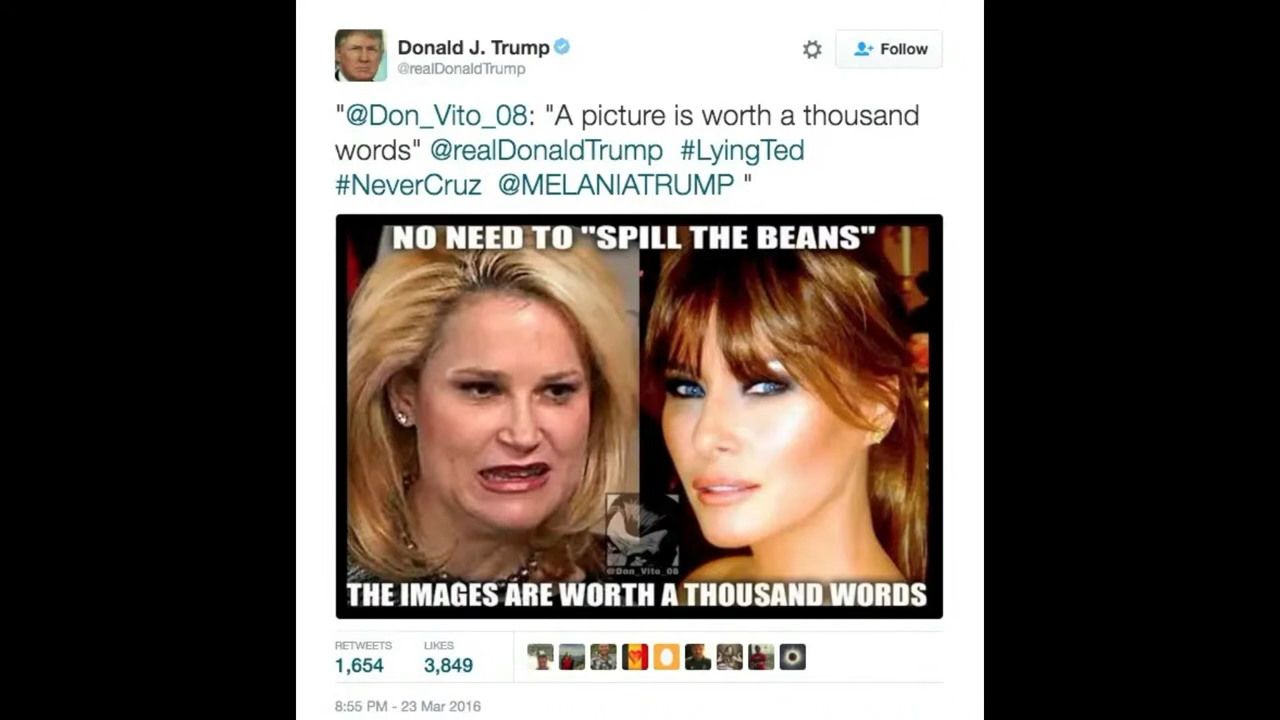 Donald J. Trump
@realDonaldTrump
Follow
"@Don_Vito_08: "A picture is worth a thousand
words" @realDonaldTrump #LyingTed
#NeverCruz @MELANIATRUMP "
NO NEED TO "SPILL THE BEANS"
@Don_Vito_08
THE IMAGES ARE WORTH A THOUSAND WORDS
RETWEETS LIKES
1,654 3,849
8:55 PM - 23 Mar 2016